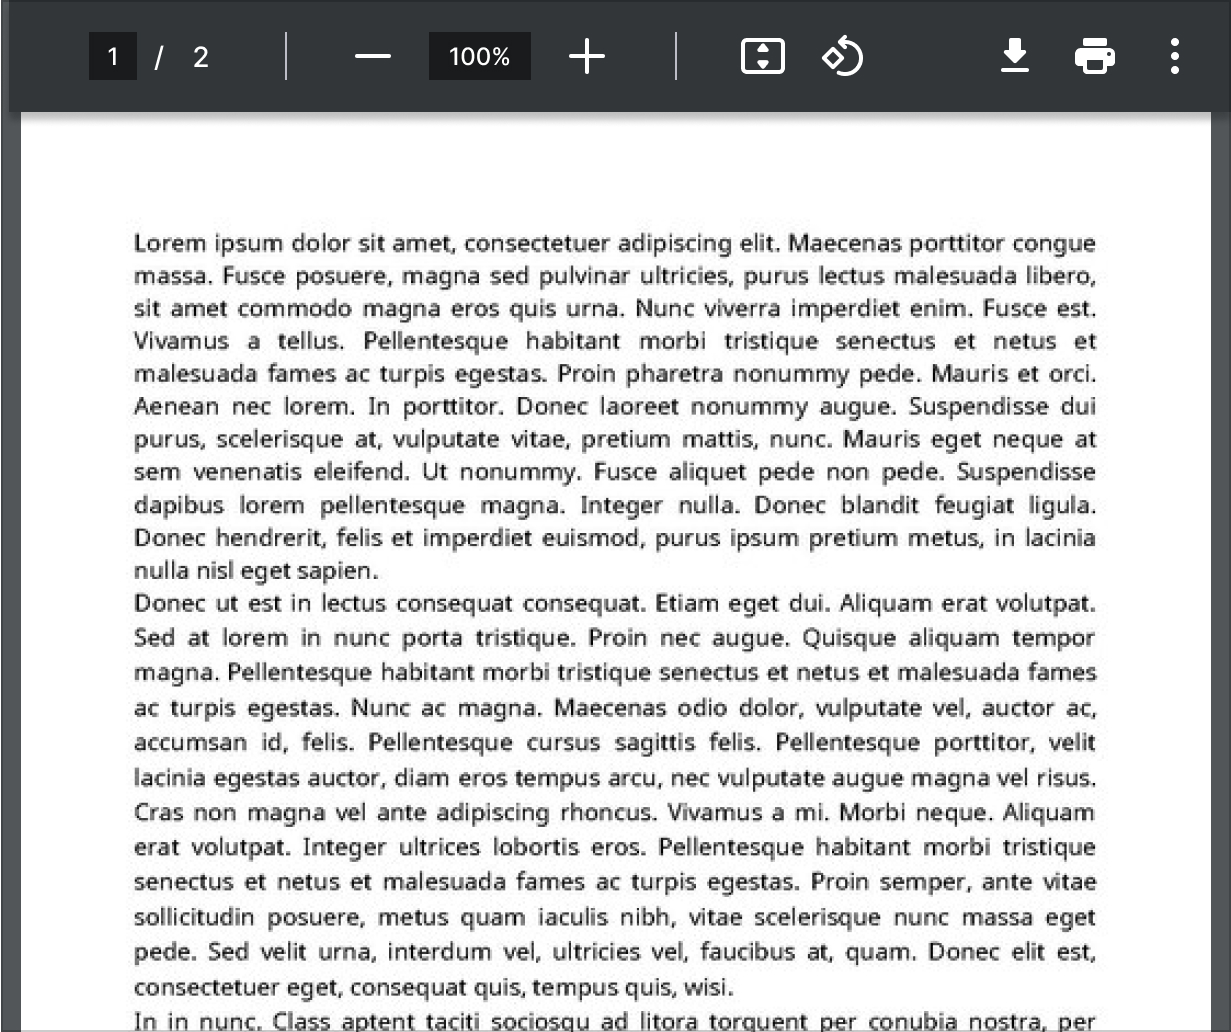 1 / 2 100%
Lorem ipsum dolor sit amet, consectetuer adipiscing elit. Maecenas porttitor congue
massa. Fusce posuere, magna sed pulvinar ultricies, purus lectus malesuada libero,
sit amet commodo magna eros quis urna. Nunc viverra imperdiet enim. Fusce est.
Vivamus a tellus. Pellentesque habitant morbi tristique senectus et netus et
malesuada fames ac turpis egestas. Proin pharetra nonummy pede. Mauris et orci.
Aenean nec lorem. In porttitor. Donec laoreet nonummy augue. Suspendisse dui
purus, scelerisque at, vulputate vitae, pretium mattis, nunc. Mauris eget neque at
sem venenatis eleifend. Ut nonummy. Fusce aliquet pede non pede. Suspendisse
dapibus lorem pellentesque magna. Integer nulla. Donec blandit feugiat ligula.
Donec hendrerit, felis et imperdiet euismod, purus ipsum pretium metus, in lacinia
nulla nisl eget sapien.
Donec ut est in lectus consequat consequat. Etiam eget dui. Aliquam erat volutpat.
Sed at lorem in nunc porta tristique. Proin nec augue. Quisque aliquam tempor
magna. Pellentesque habitant morbi tristique senectus et netus et malesuada fames
ac turpis egestas. Nunc ac magna. Maecenas odio dolor, vulputate vel, auctor ac,
accumsan id, felis. Pellentesque cursus sagittis felis. Pellentesque porttitor, velit
lacinia egestas auctor, diam eros tempus arcu, nec vulputate augue magna vel risus.
Cras non magna vel ante adipiscing rhoncus. Vivamus a mi. Morbi neque. Aliquam
erat volutpat. Integer ultrices lobortis eros. Pellentesque habitant morbi tristique
senectus et netus et malesuada fames ac turpis egestas. Proin semper, ante vitae
sollicitudin posuere, metus quam iaculis nibh, vitae scelerisque nunc massa eget
pede. Sed velit urna, interdum vel, ultricies vel, faucibus at, quam. Donec elit est,
consectetuer eget, consequat quis, tempus quis, wisi.
In in nunc. Class aptent taciti sociosqu ad litora torquent per conubia nostra, per